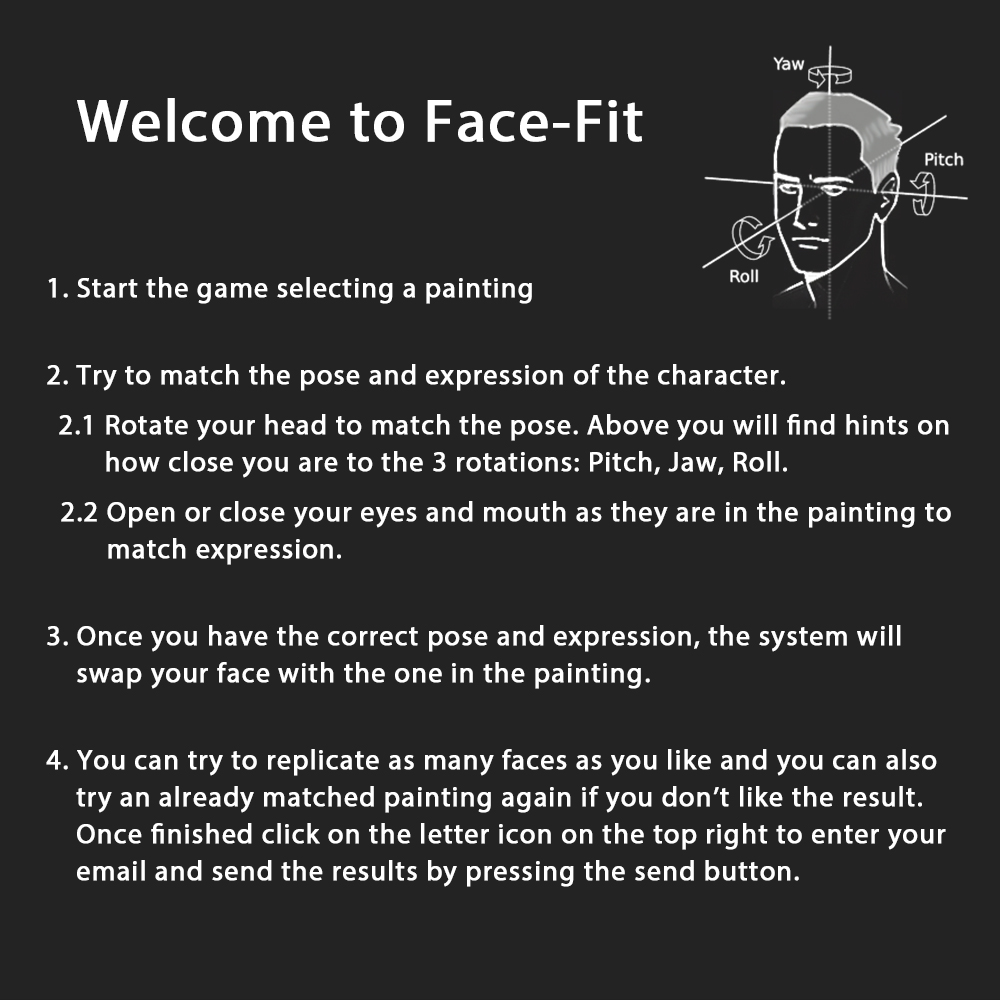 Yaw
Welcome to Face-Fit
Pitch
Roll
1. Start the game selecting a painting
2. Try to match the pose and expression of the character.
2.1 Rotate your head to match the pose. Above you will find hints on
how close you are to the 3 rotations: Pitch, Jaw, Roll.
2.2 Open or close your eyes and mouth as they are in the painting to
match expression.
3. Once you have the correct pose and expression, the system will
swap your face with the one in the painting.
4. You can try to replicate as many faces as you like and you can also
try an already matched painting again if you don’t like the result.
Once finished click on the letter icon on the top right to enter your
email and send the results by pressing the send button.